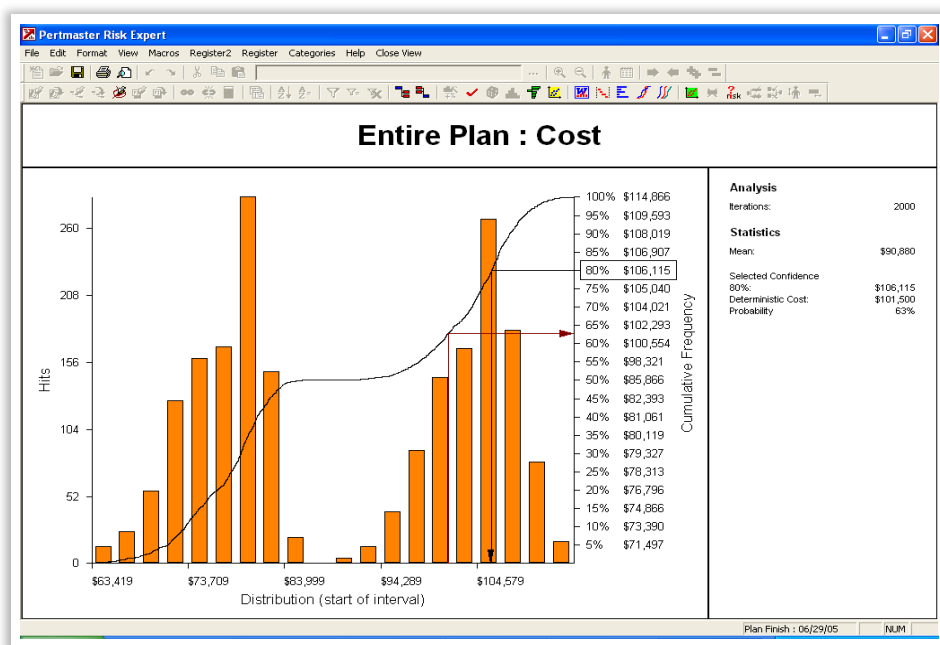 Pertmaster Risk Expert
File Edit Format View Macros Register2 Register Categories Help Close View
risk
Entire Plan : Cost
Hits
260
208
156
104
52
0
$63,419 $73,709 $83,999 $94,289 $104,579
Distribution (start of interval)
100% $114,866
95% $109,593
90% $108,019
85% $106,907
80% $106,115
75% $105,040
70% $104,021
65% $102,293
60% $100,554
55% $98,321
50% $85,866
45% $82,393
40% $81,061
35% $80,119
30% $79,327
25% $78,313
20% $76,796
15% $74,866
10% $73,390
5% $71,497
Cumulative Frequency
Analysis
Iterations: 2000
Statistics
Mean: $90,880
Selected Confidence
80%: $106,115
Deterministic Cost: $101,500
Probability 63%
Plan Finish : 06/29/05 NUM